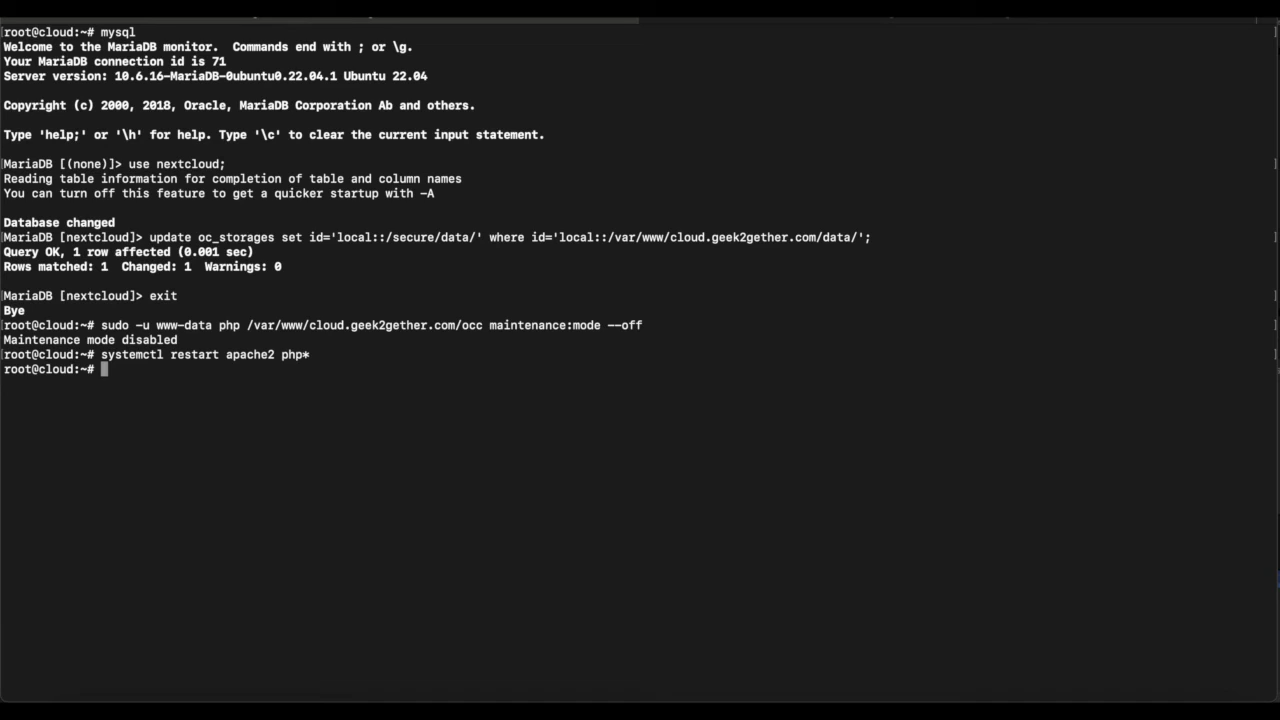 root@cloud:~# mysql
Welcome to the MariaDB monitor.  Commands end with ; or \g.
Your MariaDB connection id is 71
Server version: 10.6.16-MariaDB-0ubuntu0.22.04.1 Ubuntu 22.04
Copyright (c) 2000, 2018, Oracle, MariaDB Corporation Ab and others.
Type 'help;' or '\h' for help. Type '\c' to clear the current input statement.
MariaDB [(none)]> use nextcloud;
Reading table information for completion of table and column names
You can turn off this feature to get a quicker startup with -A
Database changed
MariaDB [nextcloud]> update oc_storages set id='local::/secure/data/' where id='local::/var/www/cloud.geek2gether.com/data/';
Query OK, 1 row affected (0.001 sec)
Rows matched: 1  Changed: 1  Warnings: 0
MariaDB [nextcloud]> exit
Bye
root@cloud:~# sudo -u www-data php /var/www/cloud.geek2gether.com/occ maintenance:mode --off
Maintenance mode disabled
root@cloud:~# systemctl restart apache2 php*
root@cloud:~#